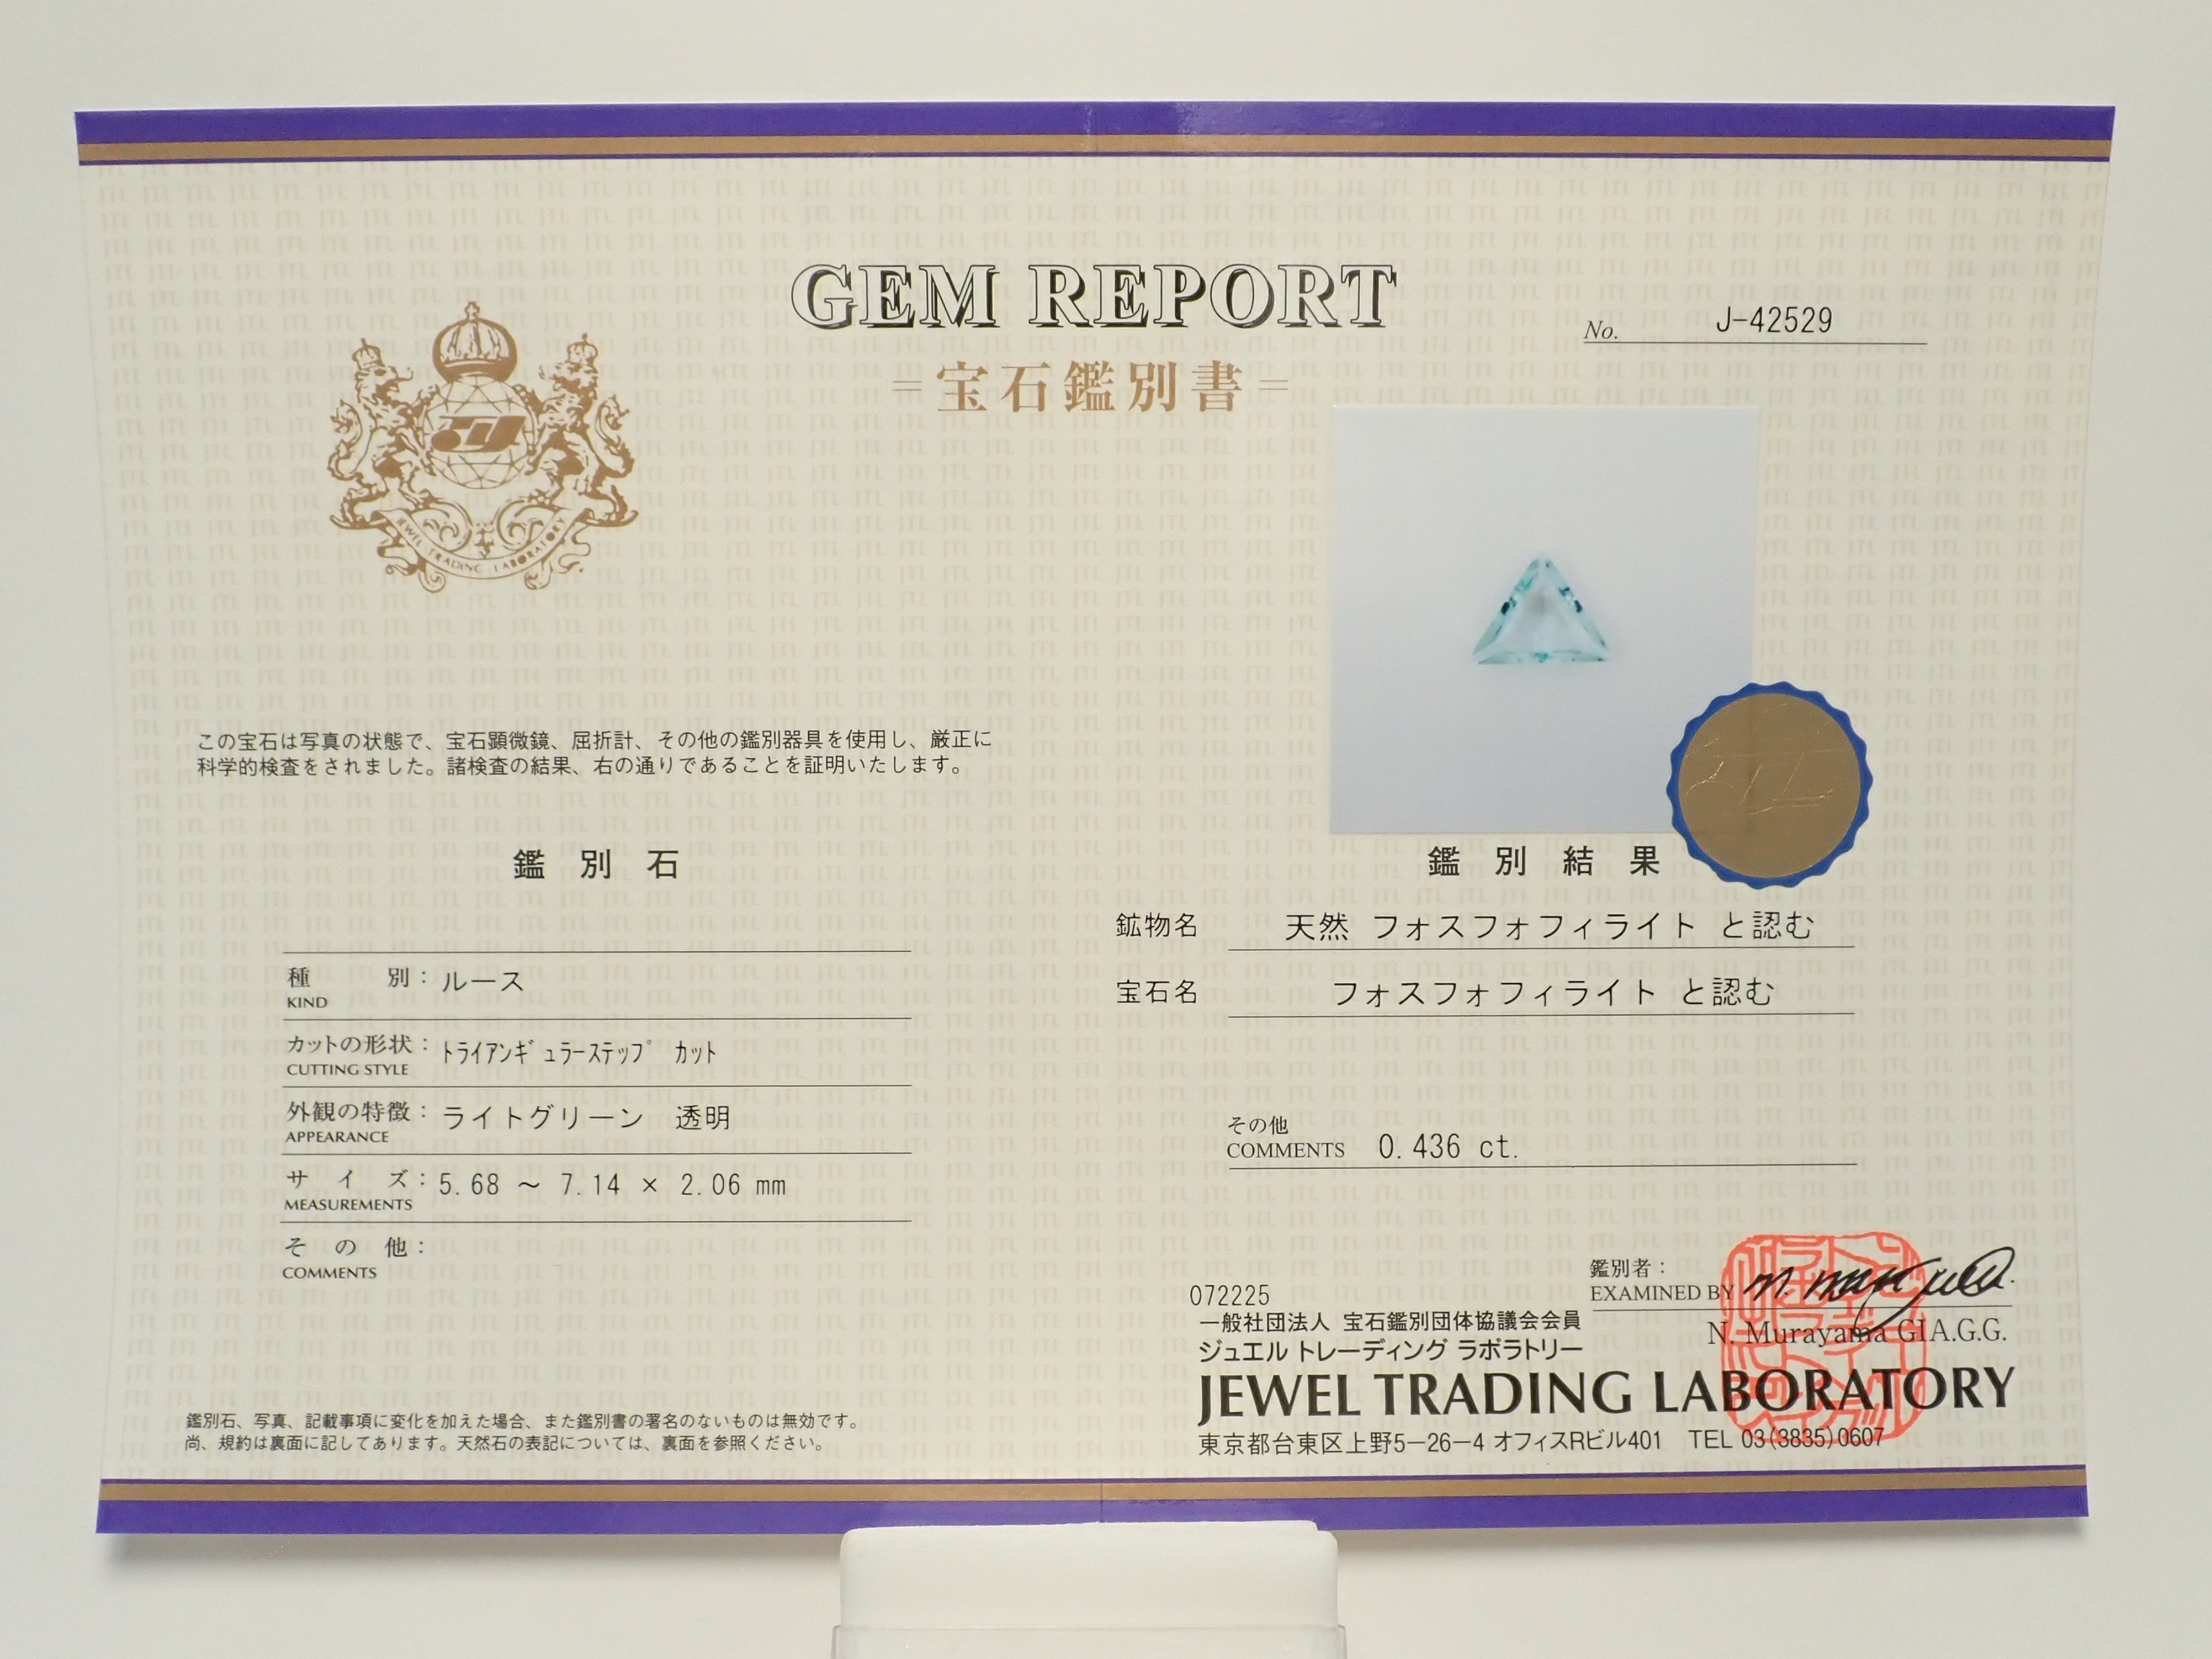 GEM REPORT
No. J-42529
=宝石鑑別書=
JEWEL TRADING LABORATORY
この宝石は写真の状態で、宝石顕微鏡、屈折計、その他の鑑別器具を使用し、厳正に
科学的検査をされました。諸検査の結果、右の通りであることを証明いたします。
鑑別石
種別：ルース
KIND
カットの形状：ﾄﾗｲｱﾝｷﾞｭﾗｰｽﾃｯﾌﾟ ｶｯﾄ
CUTTING STYLE
外観の特徴：ライトグリーン 透明
APPEARANCE
サイズ：5.68 ～ 7.14 × 2.06 mm
MEASUREMENTS
その他：
COMMENTS
鑑別石、写真、記載事項に変化を加えた場合、また鑑別書の署名のないものは無効です。
尚、規約は裏面に記してあります。天然石の表記については、裏面を参照ください。
鑑別結果
鉱物名 天然 フォスフォフィライト と認む
宝石名 フォスフォフィライト と認む
その他
COMMENTS 0.436 ct.
鑑別者：
EXAMINED BY
N. Murayama GIA.G.G.
072225
一般社団法人 宝石鑑別団体協議会会員
ジュエル トレーディング ラボラトリー
JEWEL TRADING LABORATORY
東京都台東区上野5－26－4 オフィスRビル401 TEL 03(3835)0607